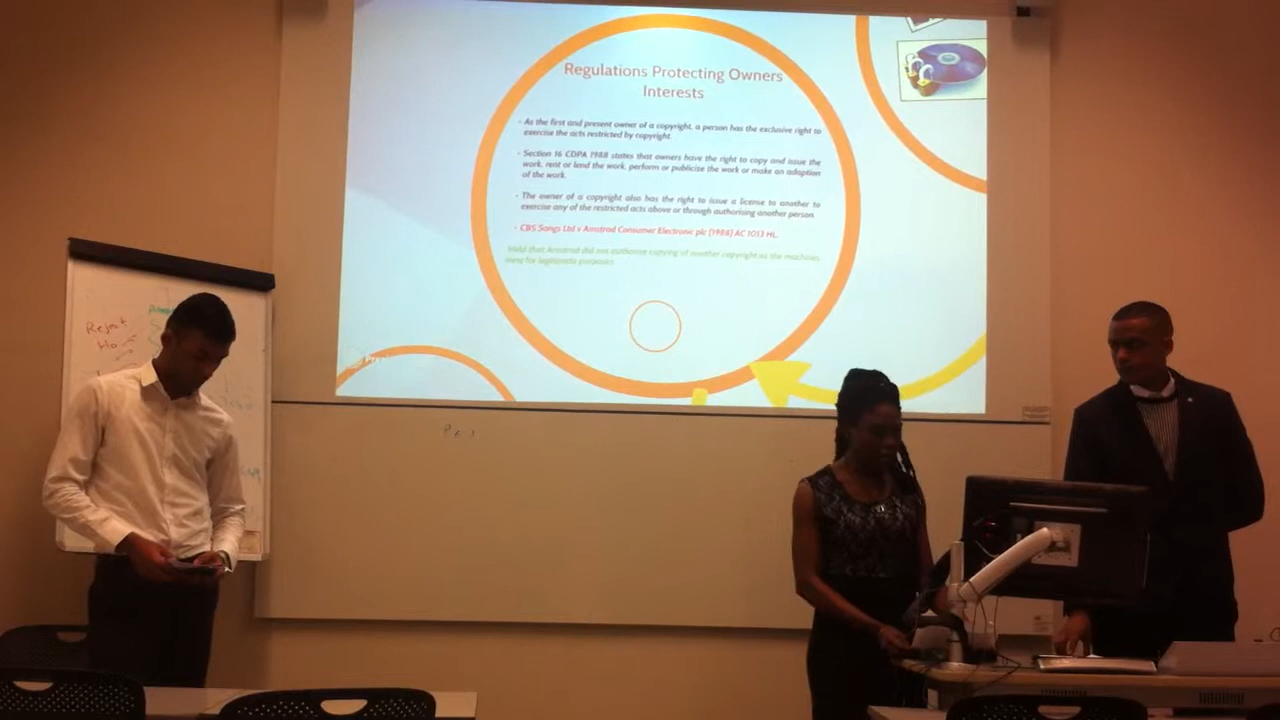 Regulations Protecting Owners
Interests
- As the first and present owner of a copyright, a person has the exclusive right to
exercise the acts restricted by copyright.
- Section 16 CDPA 1988 states that owners have the right to copy and issue the
work, rent or lend the work, perform or publicize the work or make an adaption
of the work.
- The owner of a copyright also has the right to issue a license to another to
exercise any of the restricted acts above or through authorising another person.
- CBS Songs Ltd v Amstrad Consumer Electronic plc [1988] AC 1013 HL.
Held that Amstrad did not authorise copying of another copyright as the machines
were for legitimate purposes
Reject
Ho